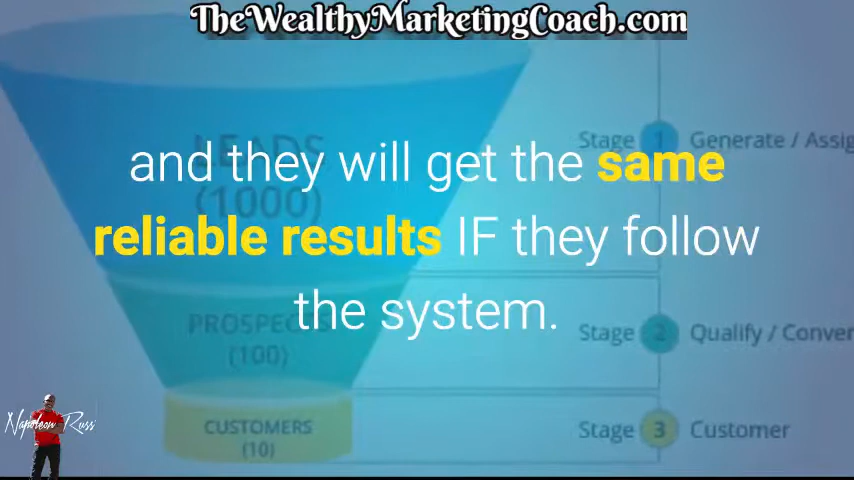 TheWealthyMarketingCoach.com
LEADS
(1000)
Stage 1 Generate / Assig
and they will get the same
reliable results IF they follow
the system.
PROSPECTS
(100)
Stage 2 Qualify / Conver
CUSTOMERS
(10)
Stage 3 Customer
Napoleon Russ